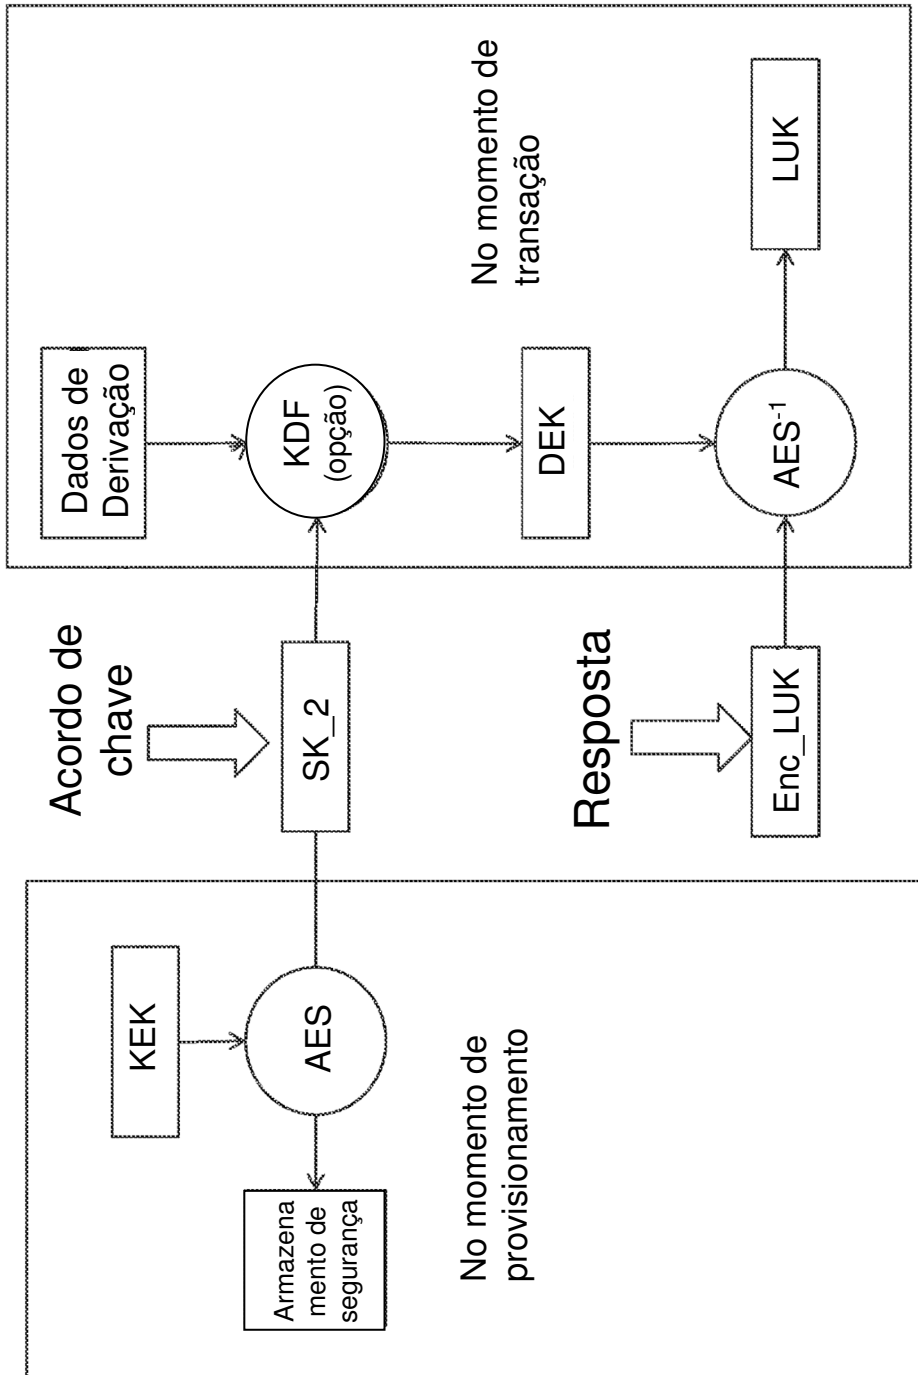 KEK
AES
Armazena
mento de
segurança
No momento de
provisionamento
Acordo de
chave
SK_2
Resposta
Enc_LUK
Dados de
Derivação
KDF
(opção)
DEK
AES-1
LUK
No momento de
transação